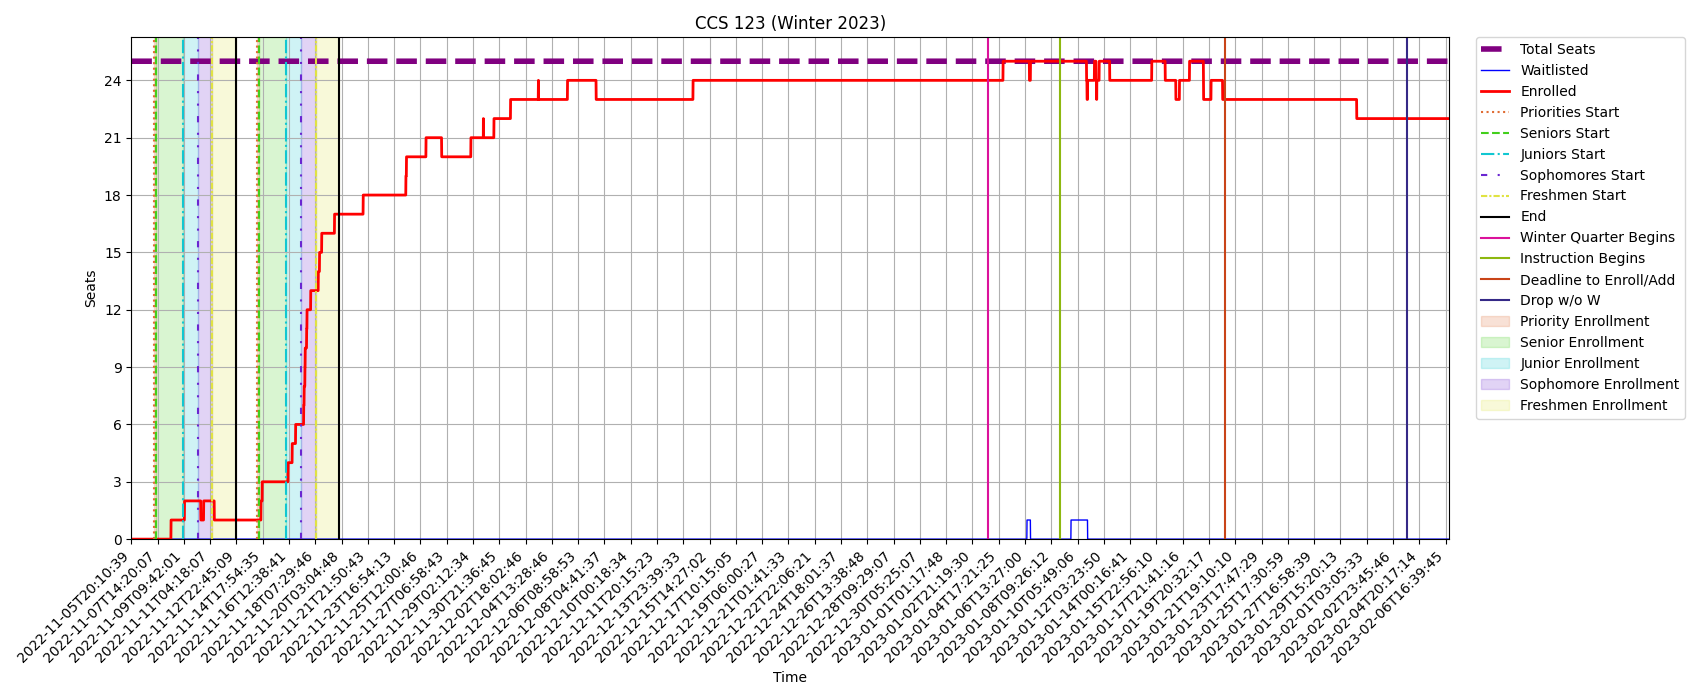 CCS 123 (Winter 2023)
Seats
24
21
18
15
12
9
6
3
0
2022-11-05T20:10:39
2022-11-07T14:20:07
2022-11-09T09:42:01
2022-11-11T04:18:07
2022-11-12T22:45:09
2022-11-14T17:54:35
2022-11-16T12:38:41
2022-11-18T07:29:46
2022-11-20T03:04:48
2022-11-21T21:50:43
2022-11-23T16:54:13
2022-11-25T12:00:46
2022-11-27T06:58:43
2022-11-29T02:12:34
2022-11-30T21:36:45
2022-12-02T18:02:46
2022-12-04T13:28:46
2022-12-06T08:58:53
2022-12-08T04:41:37
2022-12-10T00:18:34
2022-12-11T20:15:23
2022-12-13T23:39:33
2022-12-15T14:27:02
2022-12-17T10:15:05
2022-12-19T06:00:27
2022-12-21T01:41:33
2022-12-22T22:06:21
2022-12-24T18:01:37
2022-12-26T13:38:48
2022-12-28T09:29:07
2022-12-30T05:25:07
2023-01-01T01:17:48
2023-01-02T21:19:30
2023-01-04T17:21:25
2023-01-06T13:27:00
2023-01-08T09:26:12
2023-01-10T05:49:06
2023-01-12T03:23:50
2023-01-14T00:16:41
2023-01-15T22:56:10
2023-01-17T21:41:16
2023-01-19T20:32:17
2023-01-21T19:10:10
2023-01-23T17:47:29
2023-01-25T17:30:59
2023-01-27T16:58:39
2023-01-29T15:20:13
2023-02-01T03:05:33
2023-02-02T23:45:46
2023-02-04T20:17:14
2023-02-06T16:39:45
Time
Total Seats
Waitlisted
Enrolled
Priorities Start
Seniors Start
Juniors Start
Sophomores Start
Freshmen Start
End
Winter Quarter Begins
Instruction Begins
Deadline to Enroll/Add
Drop w/o W
Priority Enrollment
Senior Enrollment
Junior Enrollment
Sophomore Enrollment
Freshmen Enrollment